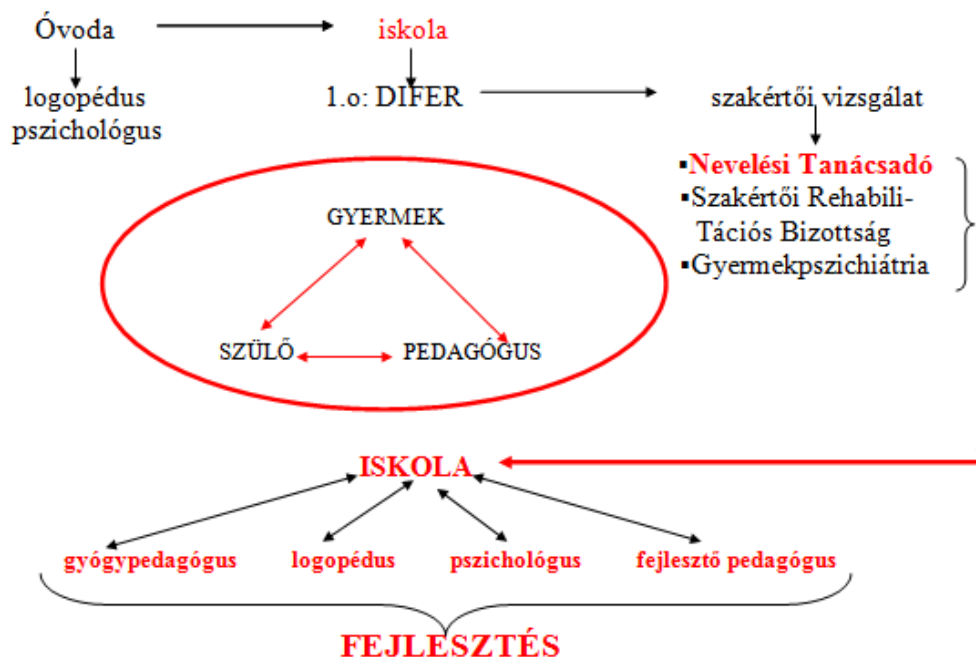 Óvoda
iskola
logopédus
pszichológus
1.o: DIFER
szakértői vizsgálat
▪Nevelési Tanácsadó
▪Szakértői Rehabili-
Tációs Bizottság
▪Gyermekpszichiátria
GYERMEK
SZÜLŐ
PEDAGÓGUS
ISKOLA
gyógypedagógus
logopédus
pszichológus
fejlesztő pedagógus
FEJLESZTÉS